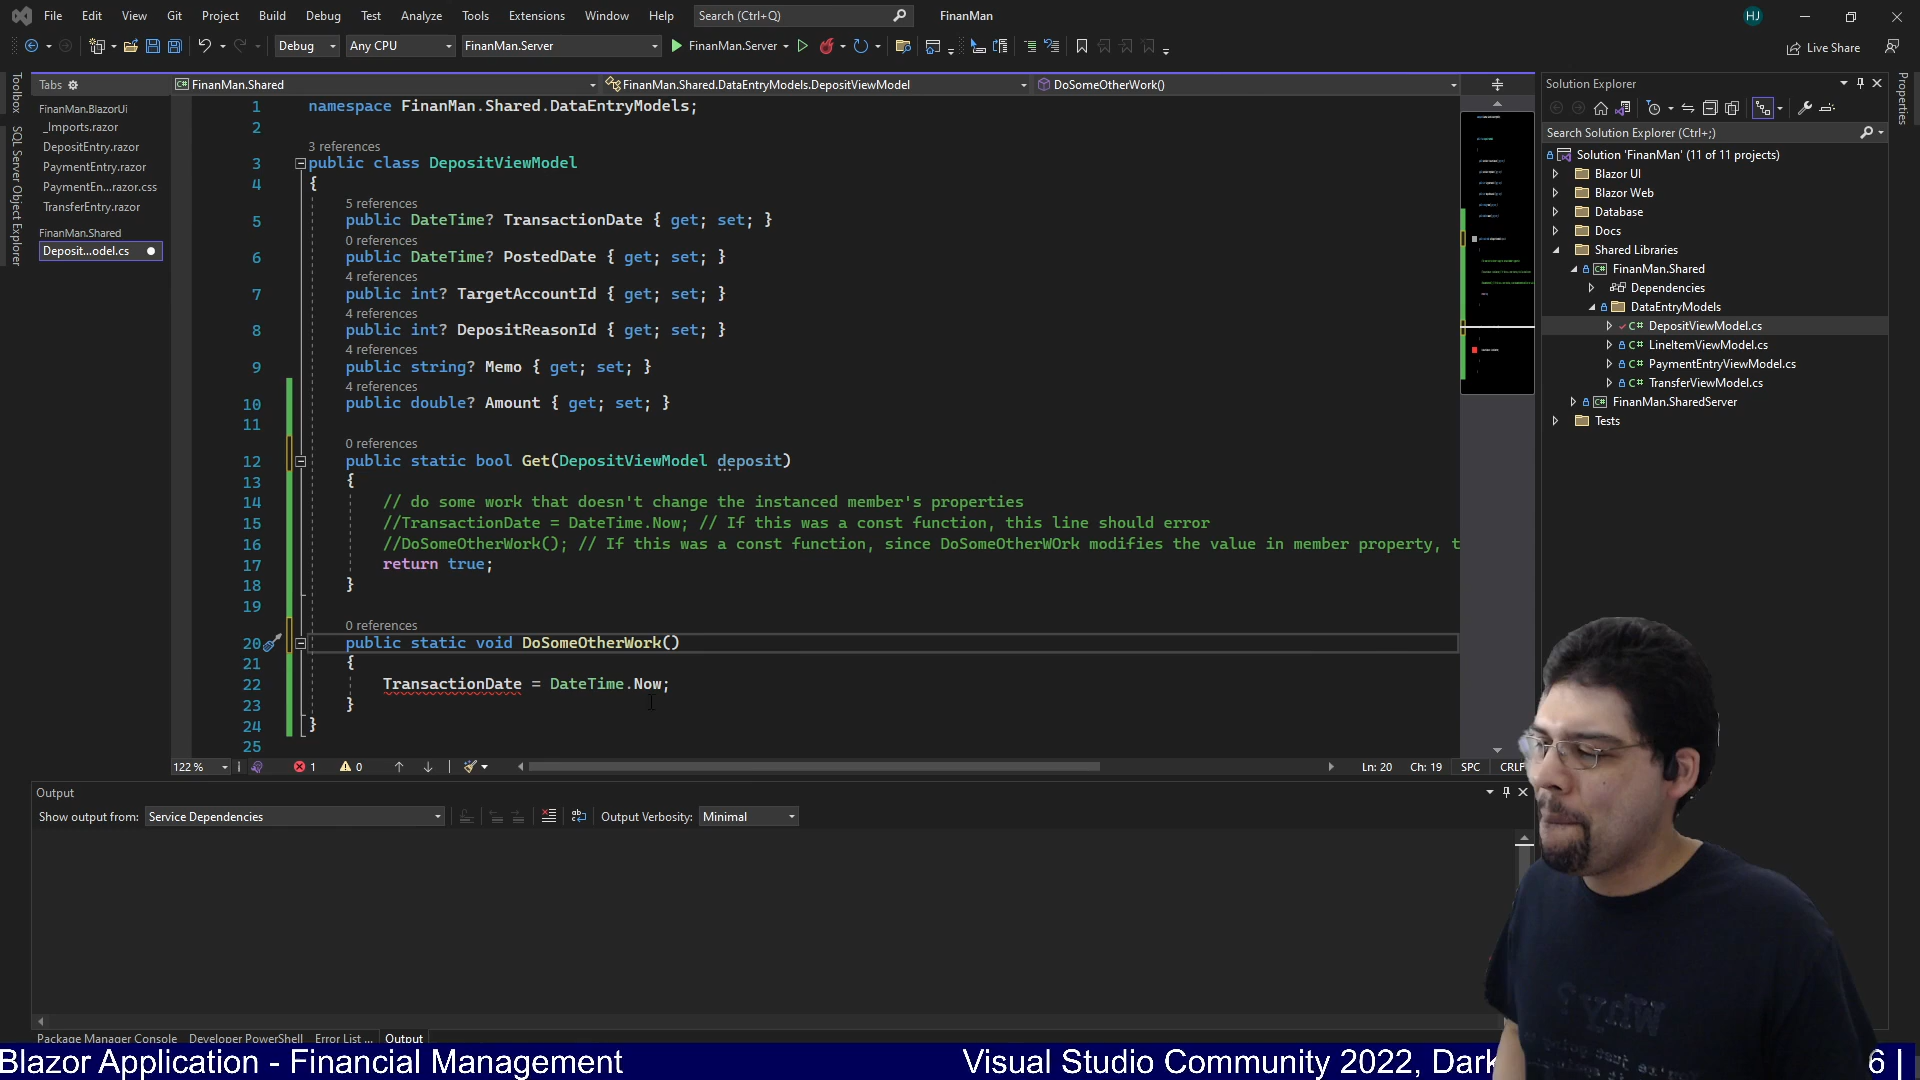 File Edit View Git Project Build Debug Test Analyze Tools Extensions Window Help Search (Ctrl+Q) FinanMan HJ
Debug Any CPU FinanMan.Server FinanMan.Server Live Share
Toolbox
SQL Server Object Explorer
Properties
Tabs
FinanMan.BlazorUi
_Imports.razor
DepositEntry.razor
PaymentEntry.razor
PaymentEn...razor.css
TransferEntry.razor
FinanMan.Shared
Deposit...odel.cs
FinanMan.Shared FinanMan.Shared.DataEntryModels.DepositViewModel DoSomeOtherWork()
1 namespace FinanMan.Shared.DataEntryModels;
2
3 references
3 public class DepositViewModel
4 {
5 references
5 public DateTime? TransactionDate { get; set; }
0 references
6 public DateTime? PostedDate { get; set; }
4 references
7 public int? TargetAccountId { get; set; }
4 references
8 public int? DepositReasonId { get; set; }
4 references
9 public string? Memo { get; set; }
4 references
10 public double? Amount { get; set; }
11
0 references
12 public static bool Get(DepositViewModel deposit)
13 {
14 // do some work that doesn't change the instanced member's properties
15 //TransactionDate = DateTime.Now; // If this was a const function, this line should error
16 //DoSomeOtherWork(); // If this was a const function, since DoSomeOtherWOrk modifies the value in member property, t
17 return true;
18 }
19
0 references
20 public static void DoSomeOtherWork()
21 {
22 TransactionDate = DateTime.Now;
23 }
24 }
25
122 % 1 0 Ln: 20 Ch: 19 SPC CRLF
Output
Show output from: Service Dependencies Output Verbosity: Minimal
Package Manager Console Developer PowerShell Error List ... Output
Solution Explorer
Search Solution Explorer (Ctrl+;)
Solution 'FinanMan' (11 of 11 projects)
Blazor UI
Blazor Web
Database
Docs
Shared Libraries
C# FinanMan.Shared
Dependencies
DataEntryModels
C# DepositViewModel.cs
C# LineItemViewModel.cs
C# PaymentEntryViewModel.cs
C# TransferViewModel.cs
C# FinanMan.SharedServer
Tests
Blazor Application - Financial Management Visual Studio Community 2022, Dark 6 |